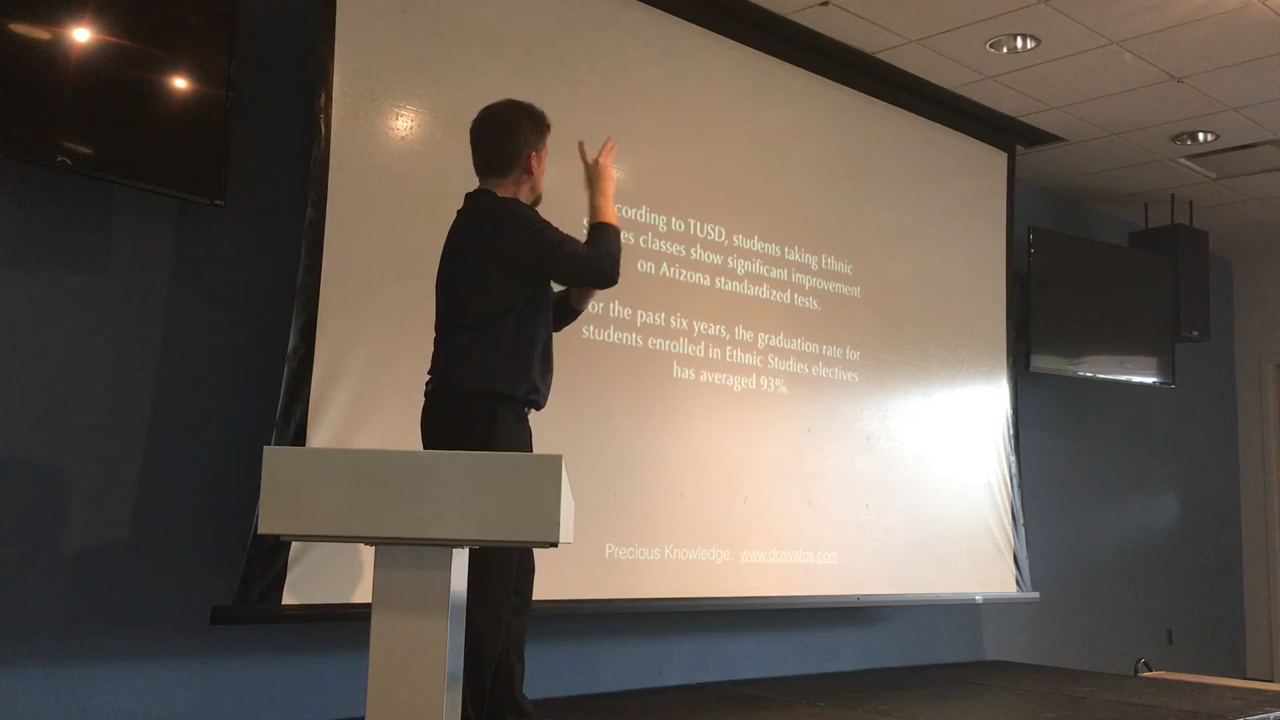 cording to TUSD, students taking Ethnic
es classes show significant improvement
on Arizona standardized tests.
or the past six years, the graduation rate for
students enrolled in Ethnic Studies electives
has averaged 93%.
Precious Knowledge. www.dosvatos.com